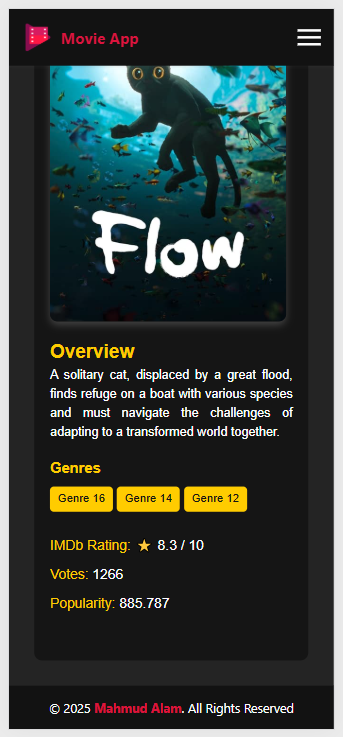 Movie App
Flow
Overview
A solitary cat, displaced by a great flood,
finds refuge on a boat with various species
and must navigate the challenges of
adapting to a transformed world together.
Genres
Genre 16 Genre 14 Genre 12
IMDb Rating: ★ 8.3 / 10
Votes: 1266
Popularity: 885.787
© 2025 Mahmud Alam. All Rights Reserved